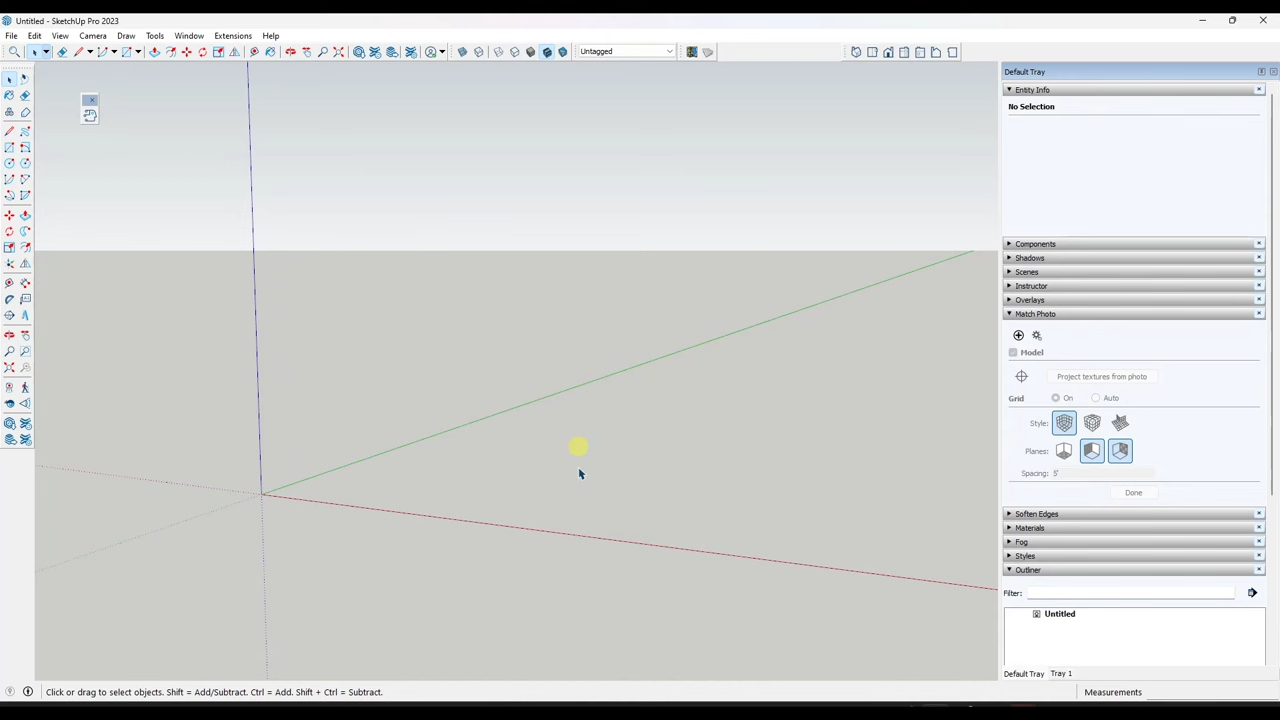 Untitled - SketchUp Pro 2023
File Edit View Camera Draw Tools Window Extensions Help
Untagged
Default Tray
Entity Info
No Selection
Components
Shadows
Scenes
Instructor
Overlays
Match Photo
Model
Project textures from photo
Grid On Auto
Style:
Planes:
Spacing: 5'
Done
Soften Edges
Materials
Fog
Styles
Outliner
Filter:
Untitled
Default Tray Tray 1
Click or drag to select objects. Shift = Add/Subtract. Ctrl = Add. Shift + Ctrl = Subtract.
Measurements